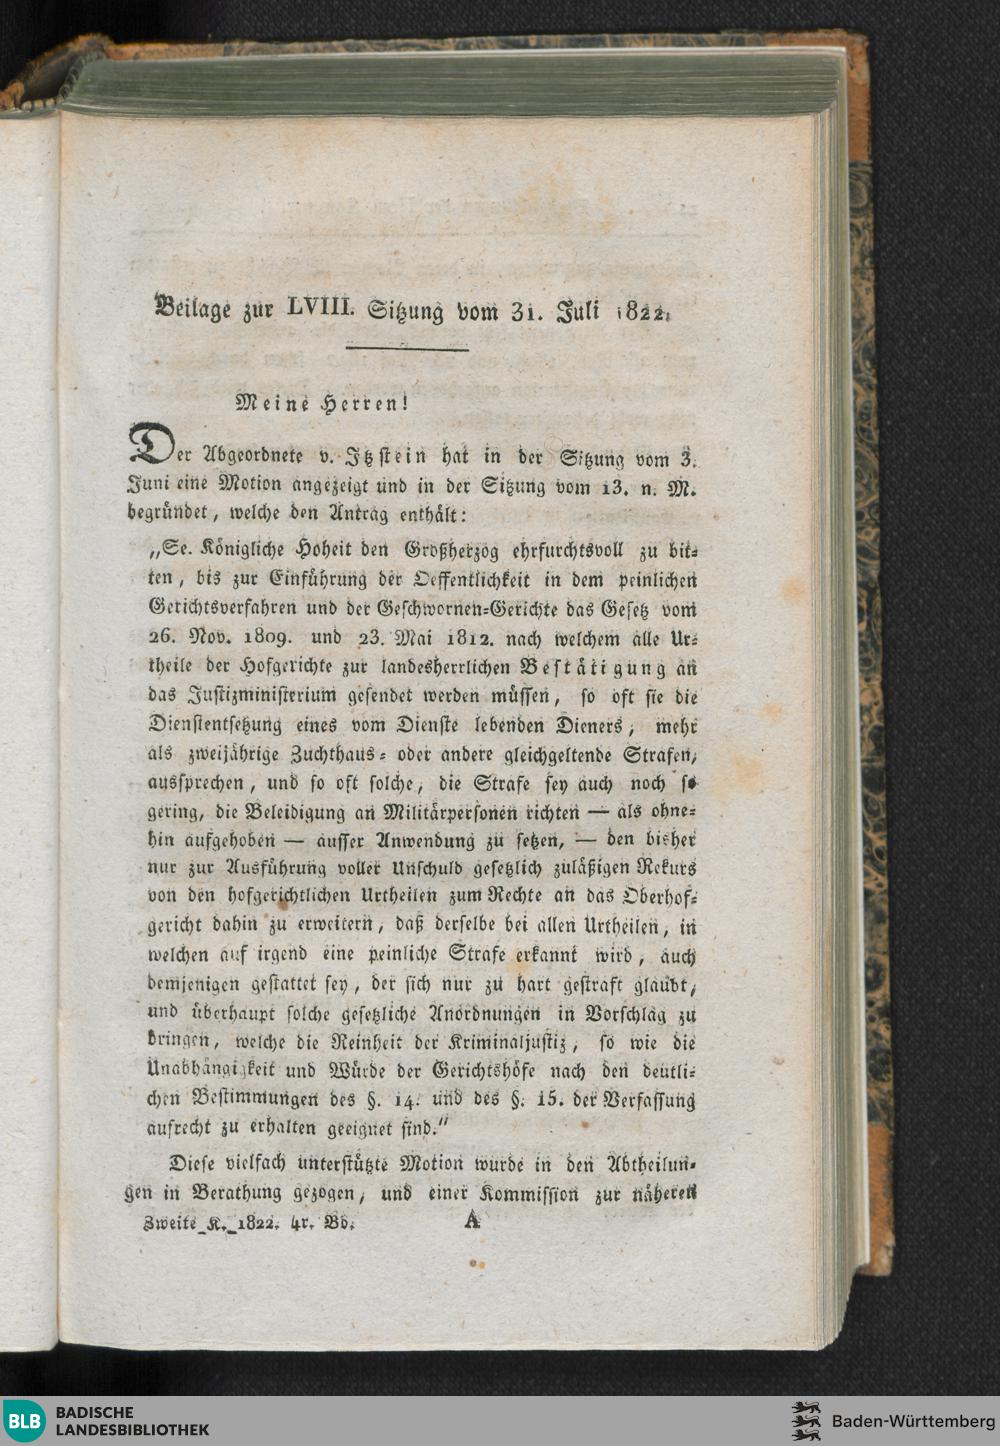 Beilage zur LVIII. Sitzung vom 31. Juli 1822.
Meine Herren!
Der Abgeordnete v. Itzstein hat in der Sitzung vom 3.
Juni eine Motion angezeigt und in der Sitzung vom 13. n. M.
begründet, welche den Antrag enthält:
„Se. Königliche Hoheit den Großherzog ehrfurchtsvoll zu bit-
ten, bis zur Einführung der Oeffentlichkeit in dem peinlichen
Gerichtsverfahren und der Geschwornen-Gerichte das Gesetz vom
26. Nov. 1809. und 23. Mai 1812. nach welchem alle Ur-
theile der Hofgerichte zur landesherrlichen Bestätigung an
das Justizministerium gesendet werden müssen, so oft sie die
Dienstentsetzung eines vom Dienste lebenden Dieners, mehr
als zweijährige Zuchthaus- oder andere gleichgeltende Strafen,
aussprechen, und so oft solche, die Strafe sey auch noch so
gering, die Beleidigung an Militärpersonen richten — als ohne-
hin aufgehoben — ausser Anwendung zu setzen, — den bisher
nur zur Ausführung voller Unschuld gesetzlich zuläßigen Rekurs
von den hofgerichtlichen Urtheilen zum Rechte an das Oberhof-
gericht dahin zu erweitern, daß derselbe bei allen Urtheilen, in
welchen auf irgend eine peinliche Strafe erkannt wird, auch
demjenigen gestattet sey, der sich nur zu hart gestraft glaubt,
und überhaupt solche gesetzliche Anordnungen in Vorschlag zu
bringen, welche die Reinheit der Kriminaljustiz, so wie die
Unabhängigkeit und Würde der Gerichtshöfe nach den deutli-
chen Bestimmungen des §. 14. und des §. 15. der Verfassung
aufrecht zu erhalten geeignet sind."
Diese vielfach unterstützte Motion wurde in den Abtheilun-
gen in Berathung gezogen, und einer Kommission zur näheren
Zweite K. 1822. 4r. Bd. A
BLB BADISCHE
LANDESBIBLIOTHEK
Baden-Württemberg